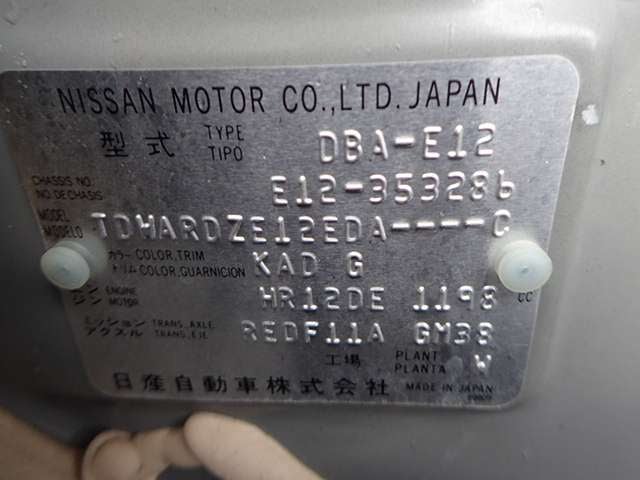 NISSAN MOTOR CO.,LTD. JAPAN
型式 TYPE TIPO DBA-E12
CHASSIS NO. NO. DE CHASIS E12-353286
MODEL MODELO TDWARDZE12EDA----C
カラー COLOR, TRIM トリム COLOR, GUARNICION KAD G
ジン ENGINE MOTOR HR12DE 1198 CC
ミッション TRANS. AXLE アクスル TRANS. EJE REDF11A GM38
工場 PLANT PLANTA W
日産自動車株式会社 MADE IN JAPAN